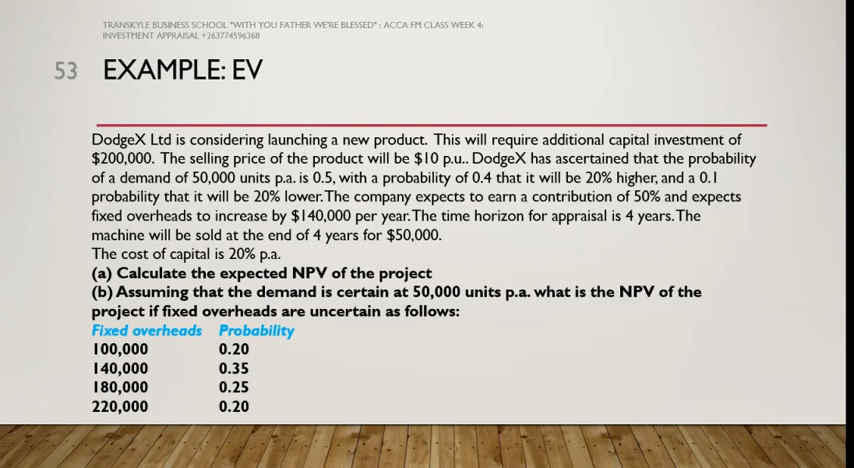 TRANSKYLE BUSINESS SCHOOL "WITH YOU FATHER WE'RE BLESSED" : ACCA FM CLASS WEEK 4:
INVESTMENT APPRAISAL +263774596368
53 EXAMPLE: EV
DodgeX Ltd is considering launching a new product. This will require additional capital investment of
$200,000. The selling price of the product will be $10 p.u.. DodgeX has ascertained that the probability
of a demand of 50,000 units p.a. is 0.5, with a probability of 0.4 that it will be 20% higher, and a 0.1
probability that it will be 20% lower. The company expects to earn a contribution of 50% and expects
fixed overheads to increase by $140,000 per year. The time horizon for appraisal is 4 years. The
machine will be sold at the end of 4 years for $50,000.
The cost of capital is 20% p.a.
(a) Calculate the expected NPV of the project
(b) Assuming that the demand is certain at 50,000 units p.a. what is the NPV of the
project if fixed overheads are uncertain as follows:
Fixed overheads Probability
100,000 0.20
140,000 0.35
180,000 0.25
220,000 0.20